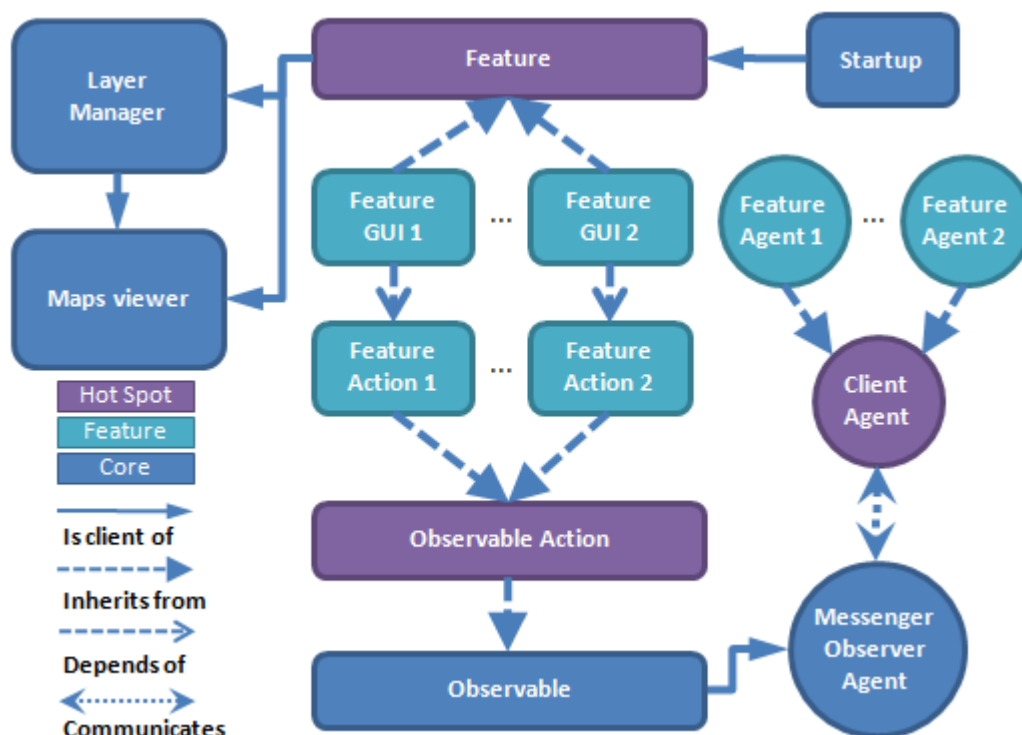 Layer
Manager
Feature
Startup
Feature
GUI 1
...
Feature
GUI 2
Feature
Agent 1
...
Feature
Agent 2
Maps viewer
Feature
Action 1
...
Feature
Action 2
Client
Agent
Hot Spot
Feature
Core
Is client of
Inherits from
Depends of
Communicates
Observable Action
Observable
Messenger
Observer
Agent